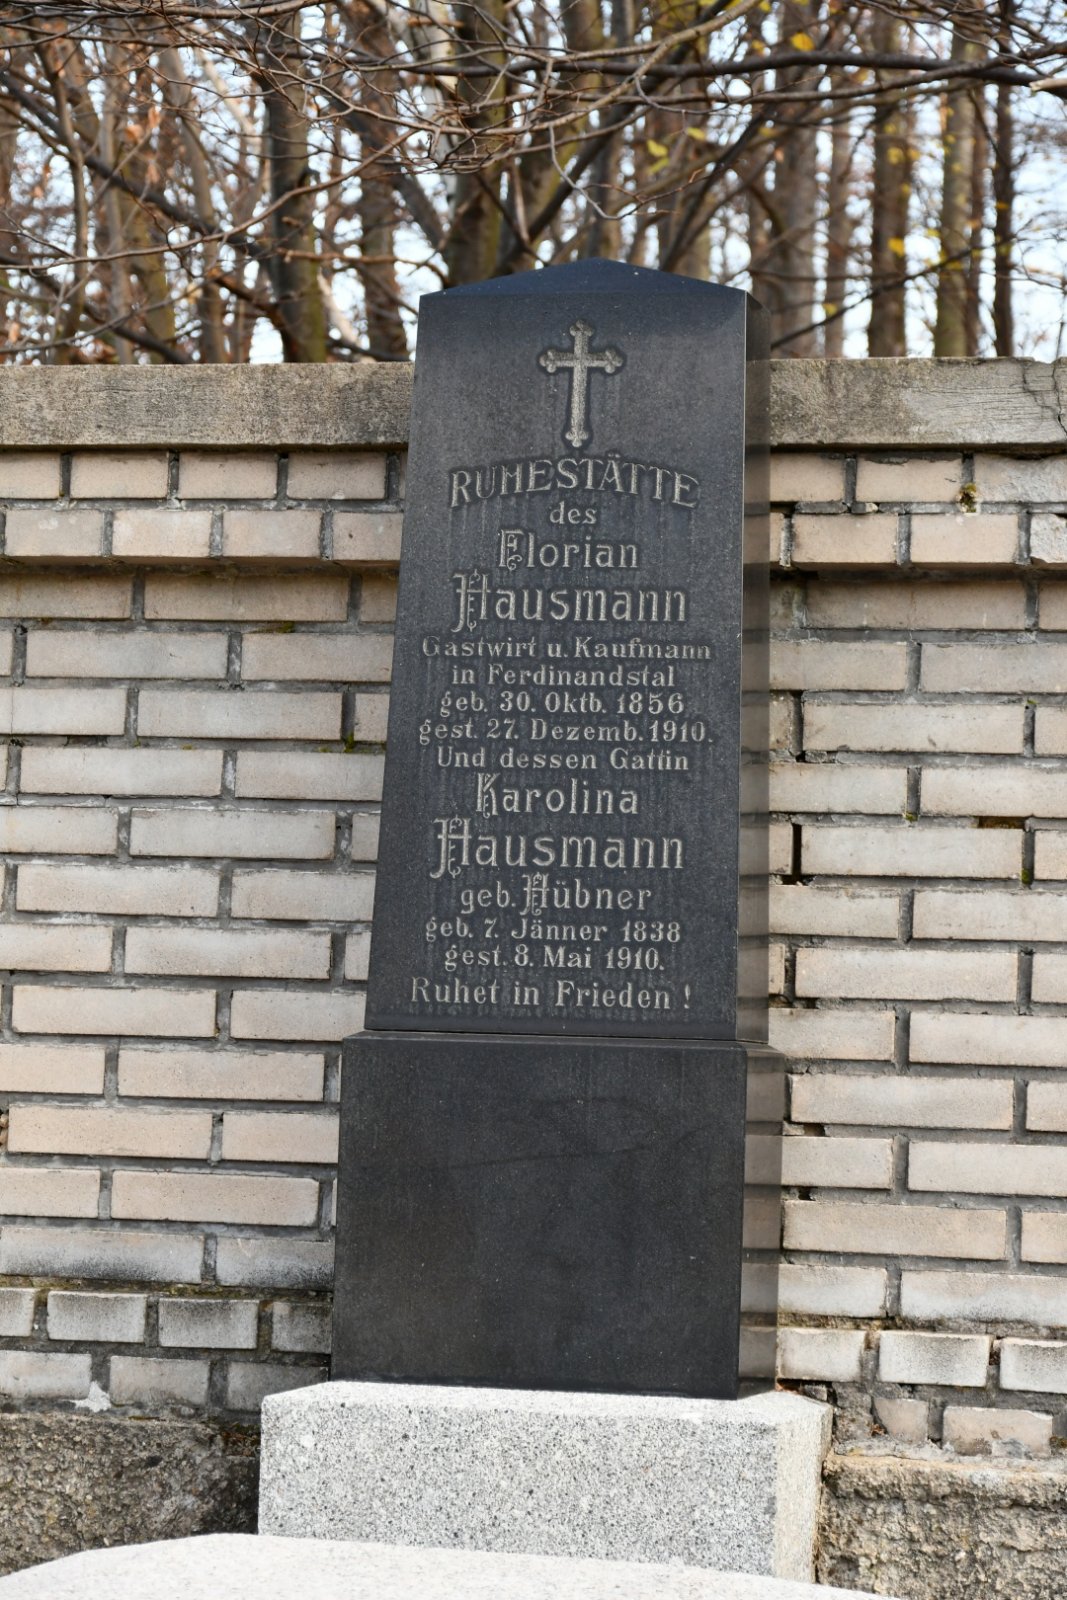 RUHESTÄTTE
des
Florian
Hausmann
Gastwirt u. Kaufmann
in Ferdinandstal
geb. 30. Oktb. 1856
gest. 27. Dezemb. 1910.
Und dessen Gattin
Karolina
Hausmann
geb. Hübner
geb. 7. Jänner 1838
gest. 8. Mai 1910.
Ruhet in Frieden!